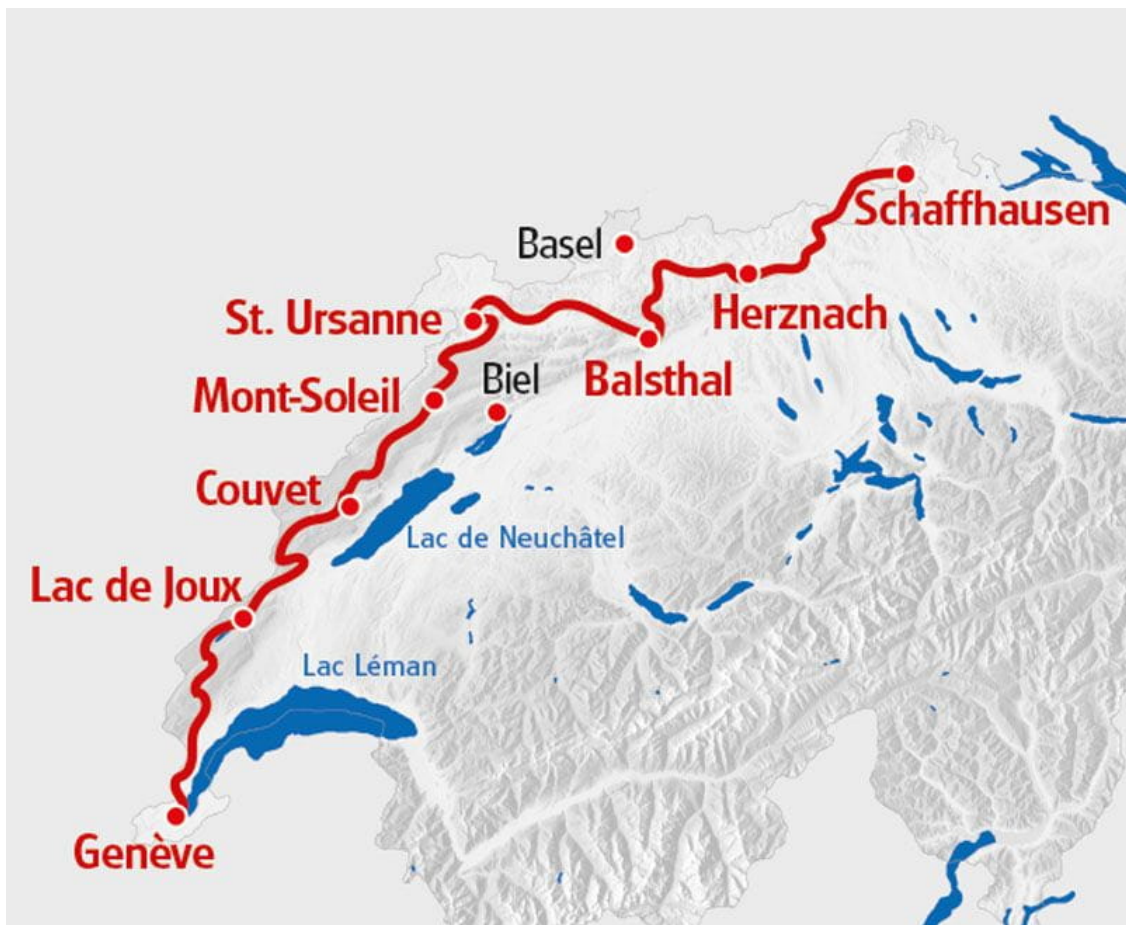 Schaffhausen
Basel
Herznach
St. Ursanne
Balsthal
Biel
Mont-Soleil
Couvet
Lac de Neuchâtel
Lac de Joux
Lac Léman
Genève